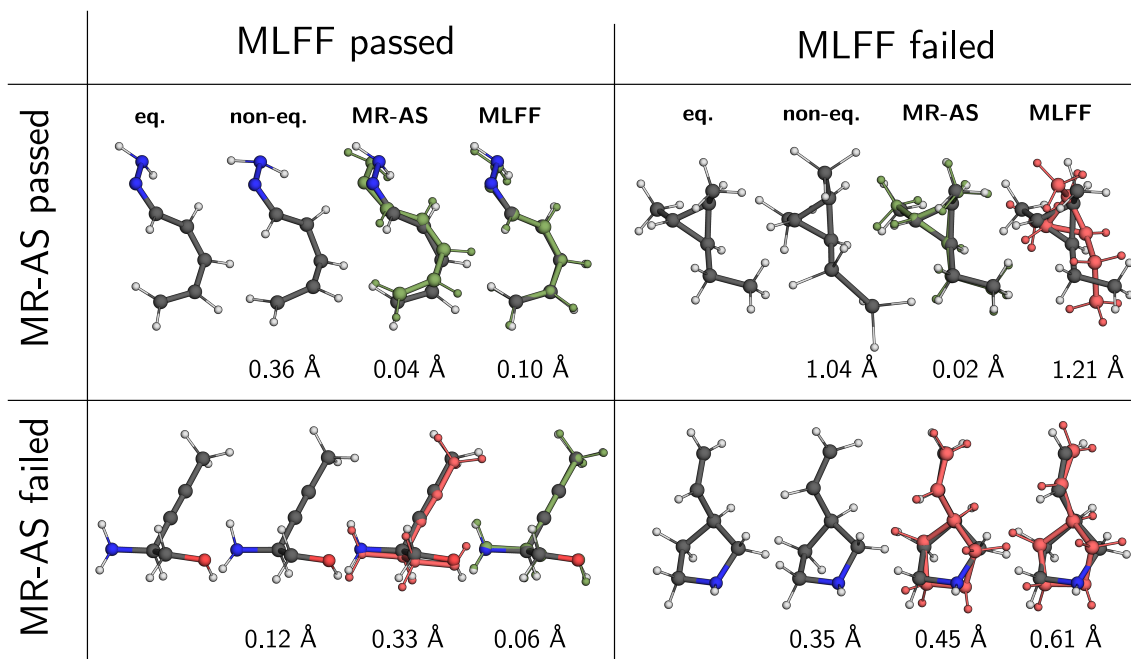 MLFF passed
MLFF failed
MR-AS passed
eq. non-eq. MR-AS MLFF
0.36 Å 0.04 Å 0.10 Å
eq. non-eq. MR-AS MLFF
1.04 Å 0.02 Å 1.21 Å
MR-AS failed
0.12 Å 0.33 Å 0.06 Å
0.35 Å 0.45 Å 0.61 Å